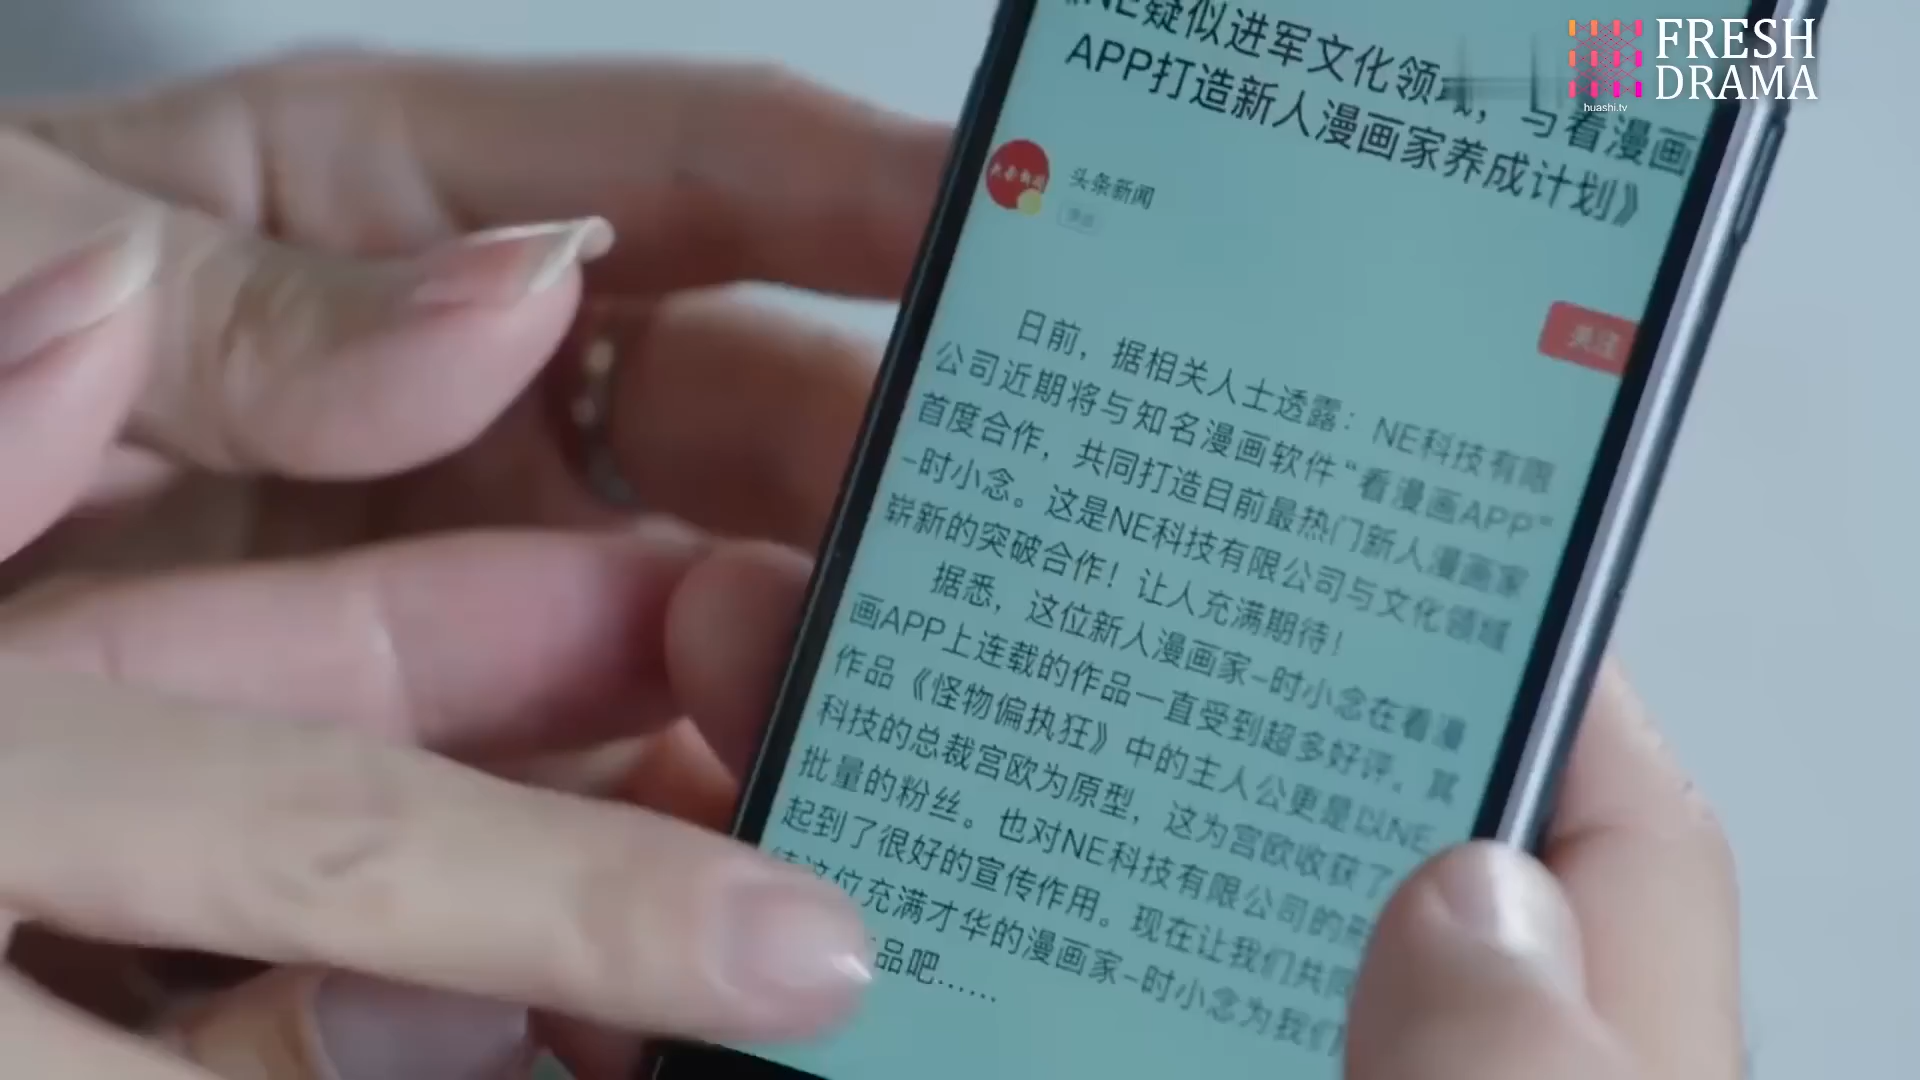 FRESH
DRAMA
huashi.tv
NE疑似进军文化领域，与看漫画
APP打造新人漫画家养成计划》
头条新闻
关注
日前，据相关人士透露：NE科技有限
公司近期将与知名漫画软件“看漫画APP”
首度合作，共同打造目前最热门新人漫画家
-时小念。这是NE科技有限公司与文化领域
崭新的突破合作！让人充满期待！
据悉，这位新人漫画家-时小念在看漫
画APP上连载的作品一直受到超多好评。其
作品《怪物偏执狂》中的主人公更是以NE
科技的总裁宫欧为原型，这为宫欧收获了
批量的粉丝。也对NE科技有限公司的
起到了很好的宣传作用。现在让我们共同
这位充满才华的漫画家-时小念为我们
品吧......